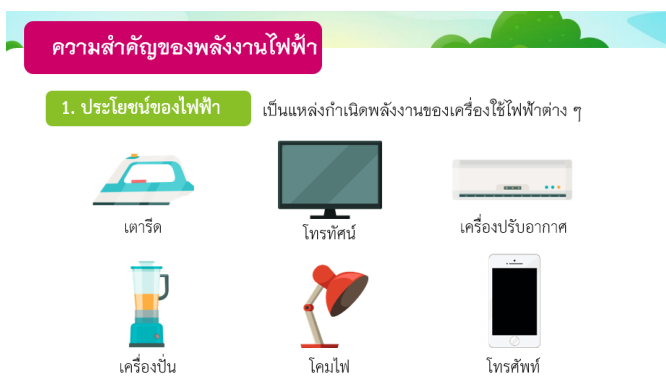 ความสำคัญของพลังงานไฟฟ้า
1. ประโยชน์ของไฟฟ้า เป็นแหล่งกำเนิดพลังงานของเครื่องใช้ไฟฟ้าต่าง ๆ
เตารีด โทรทัศน์ เครื่องปรับอากาศ
เครื่องปั่น โคมไฟ โทรศัพท์